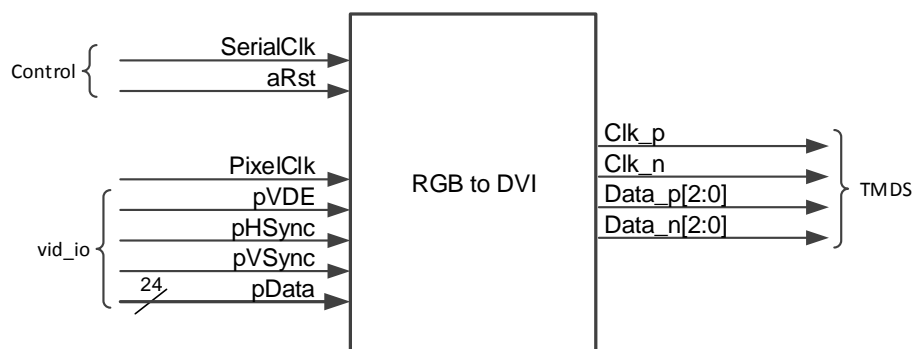 SerialClk
Control
aRst
PixelClk
pVDE
pHSync
vid_io
pVSync
24
pData
RGB to DVI
Clk_p
Clk_n
Data_p[2:0]
Data_n[2:0]
TMDS